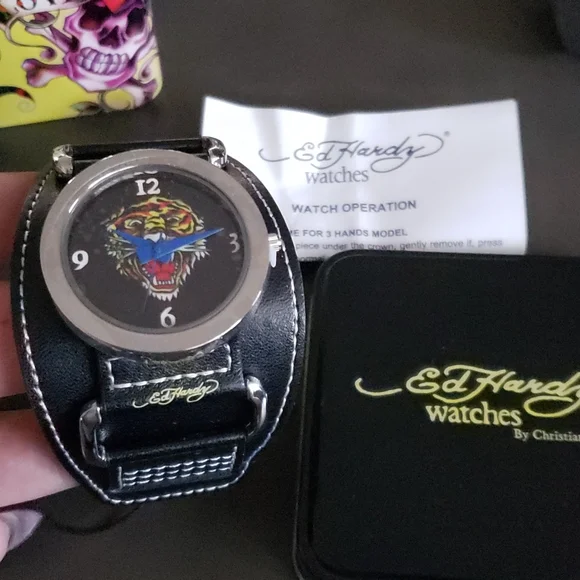 Ed Hardy®
watches
WATCH OPERATION
ME FOR 3 HANDS MODEL
piece under the crown, gently remove it, press
12
9
3
6
Ed Hardy
Ed Hardy
watches
By Christian